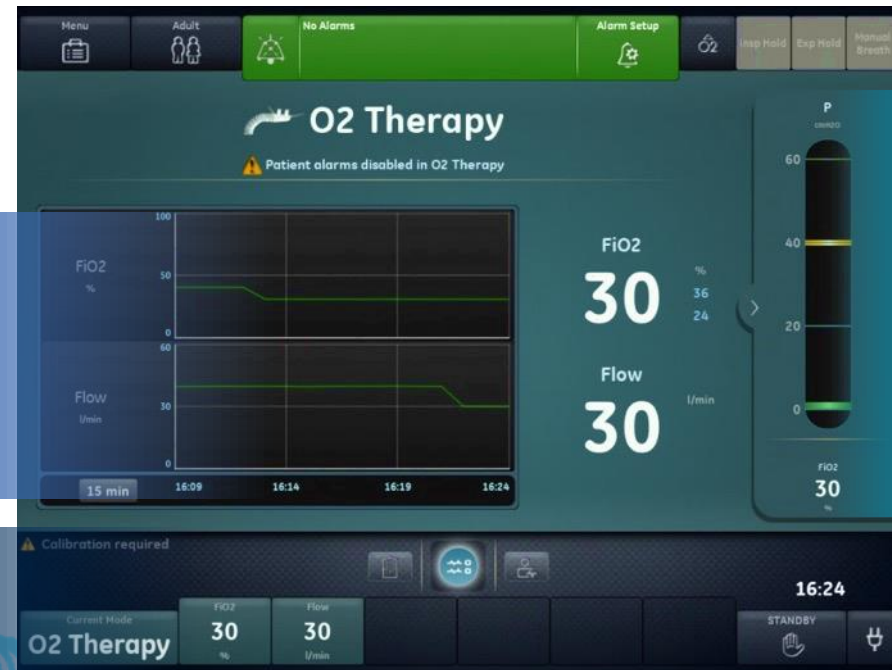 Menu
Adult
No Alarms
Alarm Setup
O2
Insp Hold
Exp Hold
Manual
Breath
O2 Therapy
Patient alarms disabled in O2 Therapy
P
cmH2O
60
40
20
0
FiO2
30
%
FiO2
%
100
50
0
Flow
l/min
60
30
0
15 min
16:09
16:14
16:19
16:24
FiO2
30
%
36
24
Flow
30
l/min
Calibration required
16:24
Current Mode
O2 Therapy
FiO2
30
%
Flow
30
l/min
STANDBY